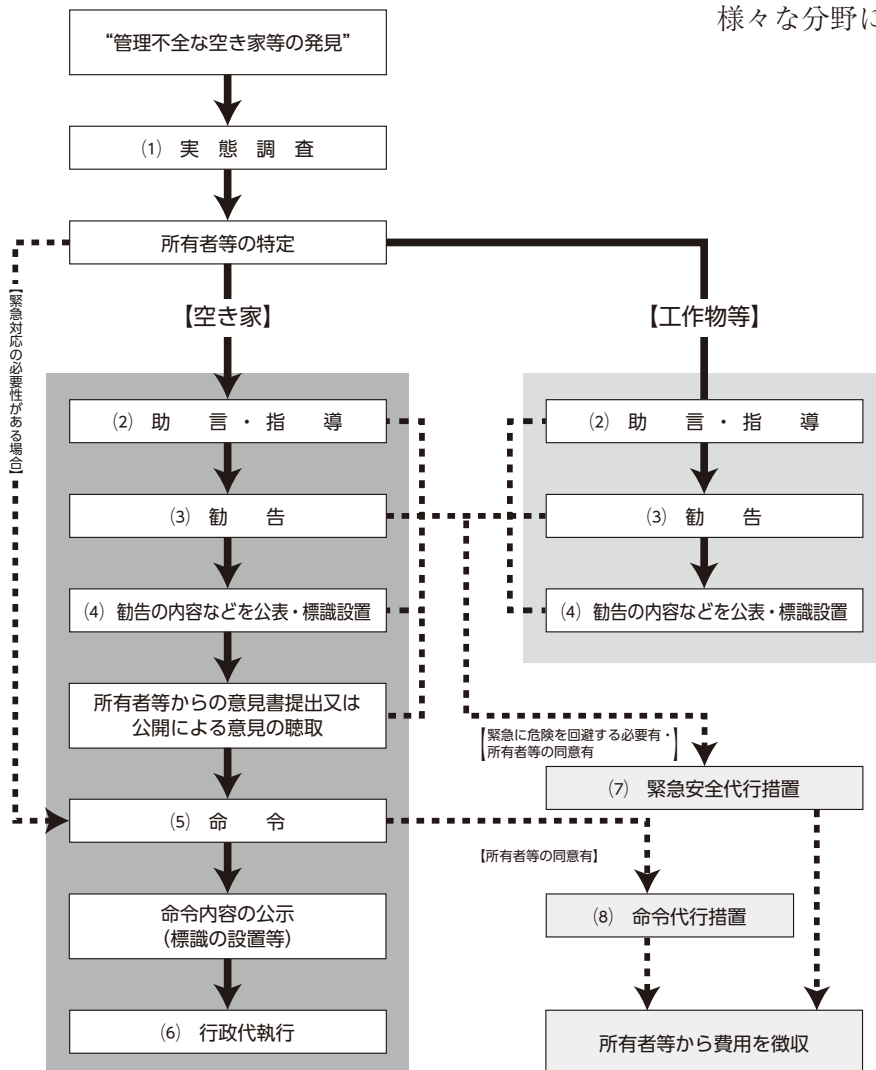 様々な分野に
“管理不全な空き家等の発見”
⑴ 実態調査
所有者等の特定
【緊急対応の必要性がある場合】
【空き家】
【工作物等】
⑵ 助言・指導
⑵ 助言・指導
⑶ 勧告
⑶ 勧告
⑷ 勧告の内容などを公表・標識設置
⑷ 勧告の内容などを公表・標識設置
所有者等からの意見書提出又は
公開による意見の聴取
【緊急に危険を回避する必要有・
所有者等の同意有】
⑺ 緊急安全代行措置
⑸ 命令
【所有者等の同意有】
命令内容の公示
(標識の設置等)
⑻ 命令代行措置
⑹ 行政代執行
所有者等から費用を徴収